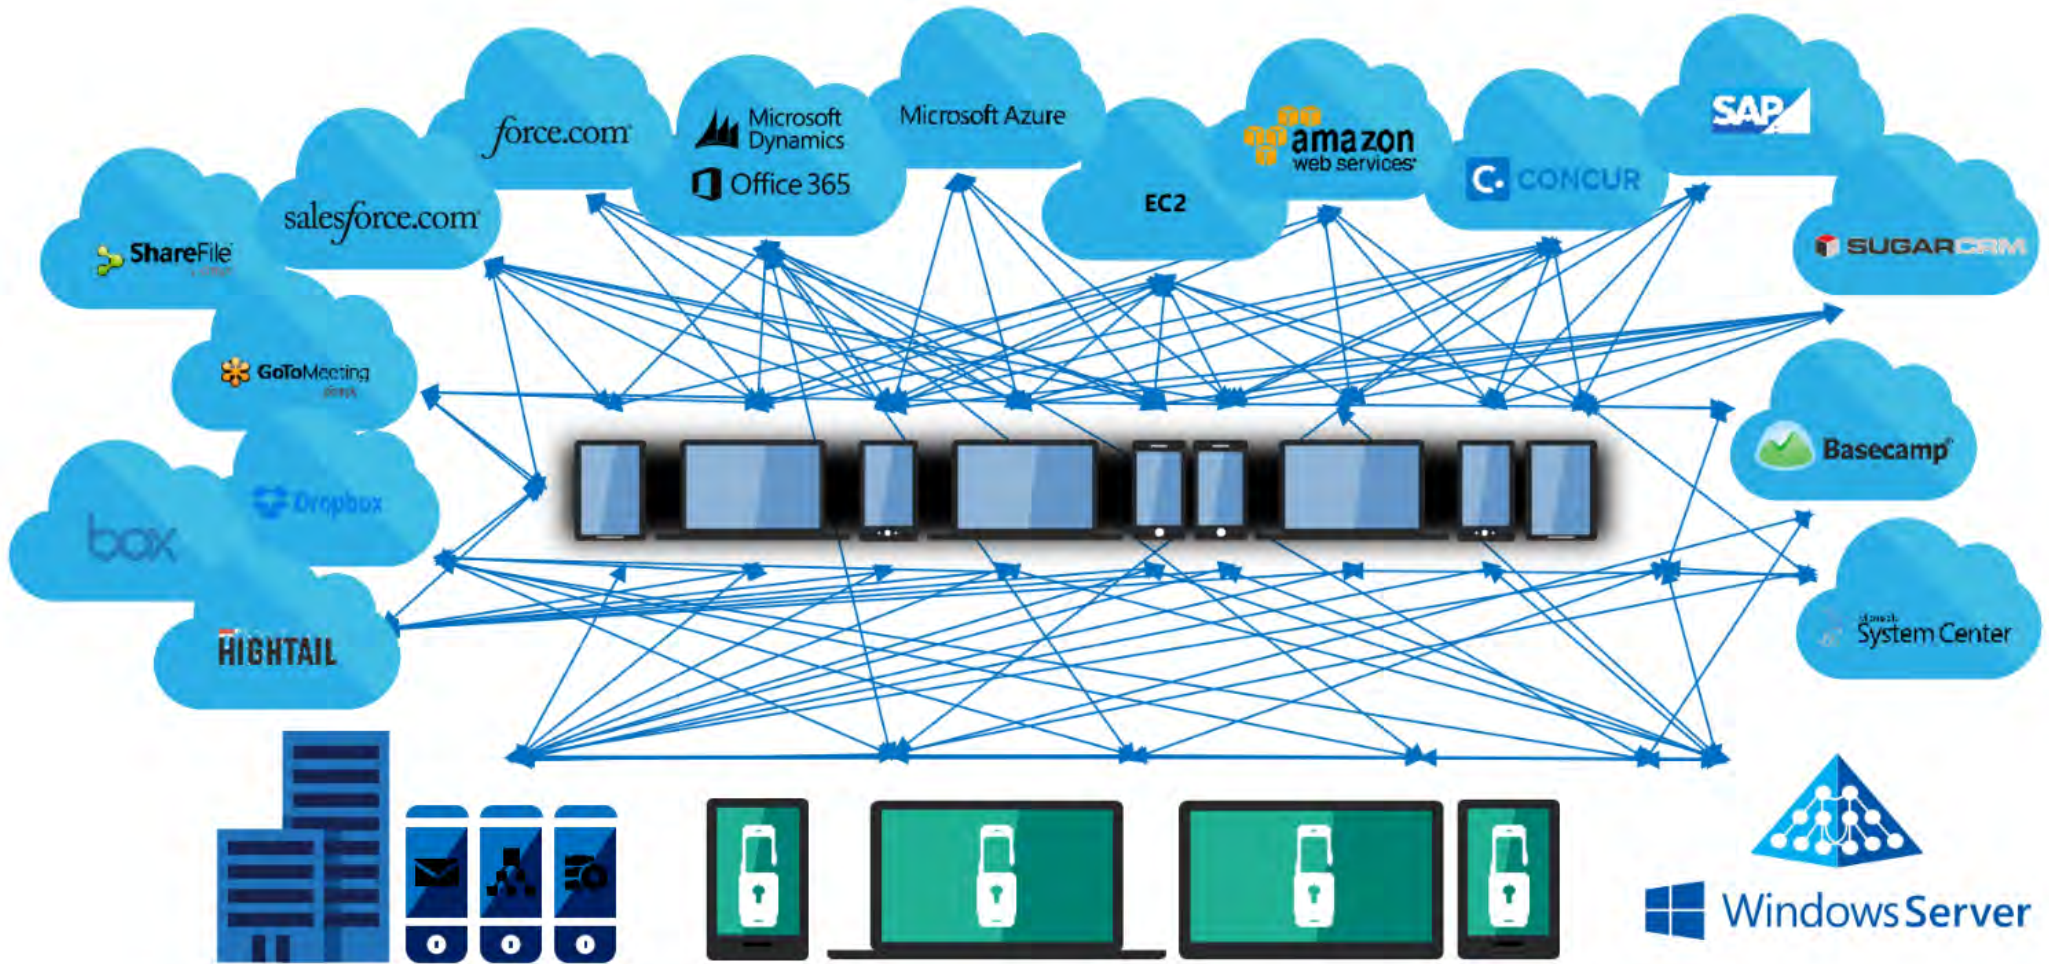 force.com
Microsoft
Dynamics
Office 365
Microsoft Azure
EC2
amazon
web services
SAP
CONCUR
SUGARCRM
salesforce.com
ShareFile
GoToMeeting
Dropbox
box
HIGHTAIL
Basecamp
System Center
Windows Server